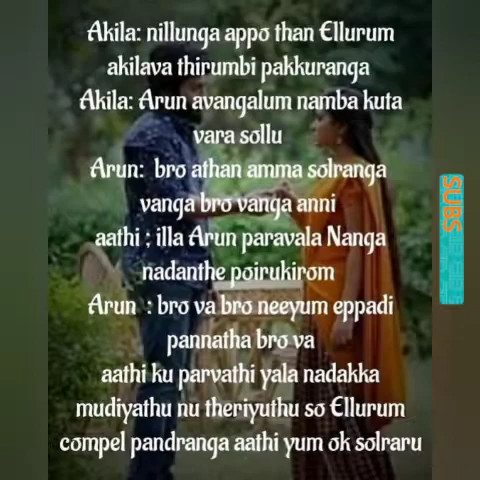 Akila: nillunga appo than Ellurum
akilava thirumbi pakkuranga
Akila: Arun avangalum namba kuta
vara sollu
Arun:  bro athan amma solranga
vanga bro vanga anni
aathi ; illa Arun paravala Nanga
nadanthe poirukirom
Arun  : bro va bro neeyum eppadi
pannatha bro va
aathi ku parvathi yala nadakka
mudiyathu nu theriyuthu so Ellurum
compel pandranga aathi yum ok solraru
SUBS